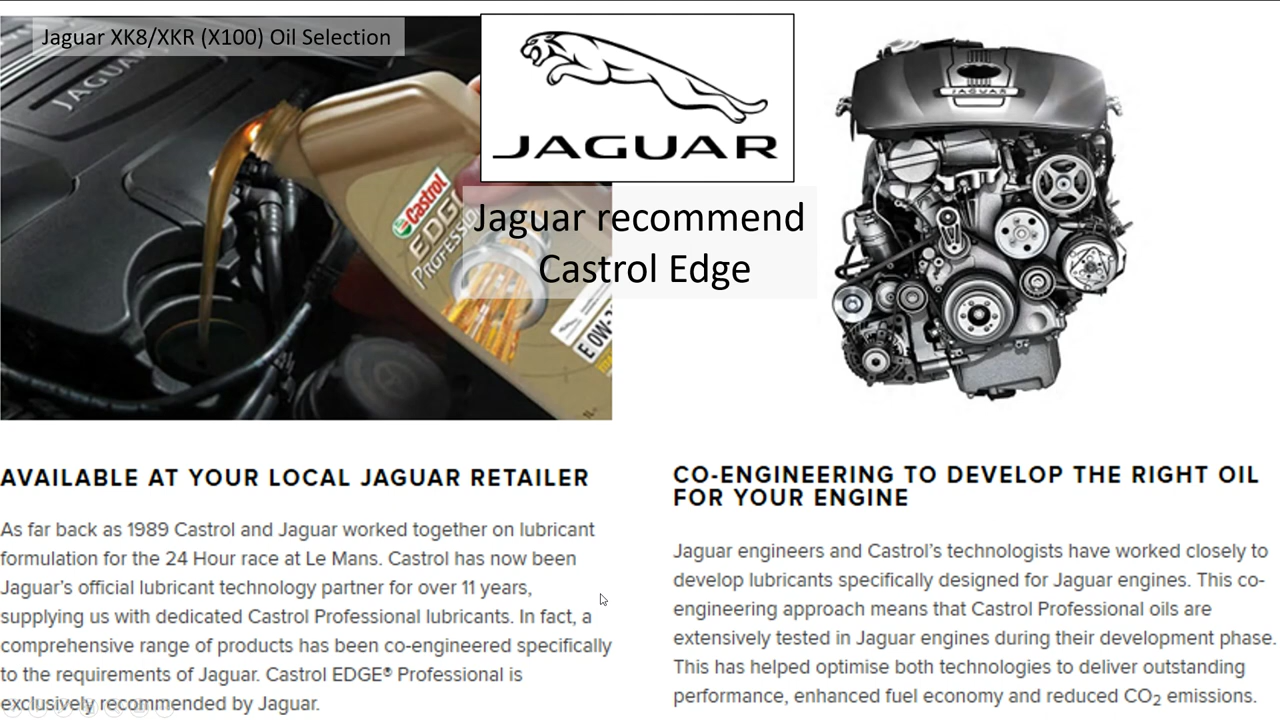 Jaguar XK8/XKR (X100) Oil Selection
JAGUAR
Castrol
EDGE
PROFESSIO
E 0W-
JAGUAR
Jaguar recommend
Castrol Edge
JAGUAR
AVAILABLE AT YOUR LOCAL JAGUAR RETAILER
As far back as 1989 Castrol and Jaguar worked together on lubricant
formulation for the 24 Hour race at Le Mans. Castrol has now been
Jaguar's official lubricant technology partner for over 11 years,
supplying us with dedicated Castrol Professional lubricants. In fact, a
comprehensive range of products has been co-engineered specifically
to the requirements of Jaguar. Castrol EDGE® Professional is
exclusively recommended by Jaguar.
CO-ENGINEERING TO DEVELOP THE RIGHT OIL
FOR YOUR ENGINE
Jaguar engineers and Castrol's technologists have worked closely to
develop lubricants specifically designed for Jaguar engines. This co-
engineering approach means that Castrol Professional oils are
extensively tested in Jaguar engines during their development phase.
This has helped optimise both technologies to deliver outstanding
performance, enhanced fuel economy and reduced CO₂ emissions.